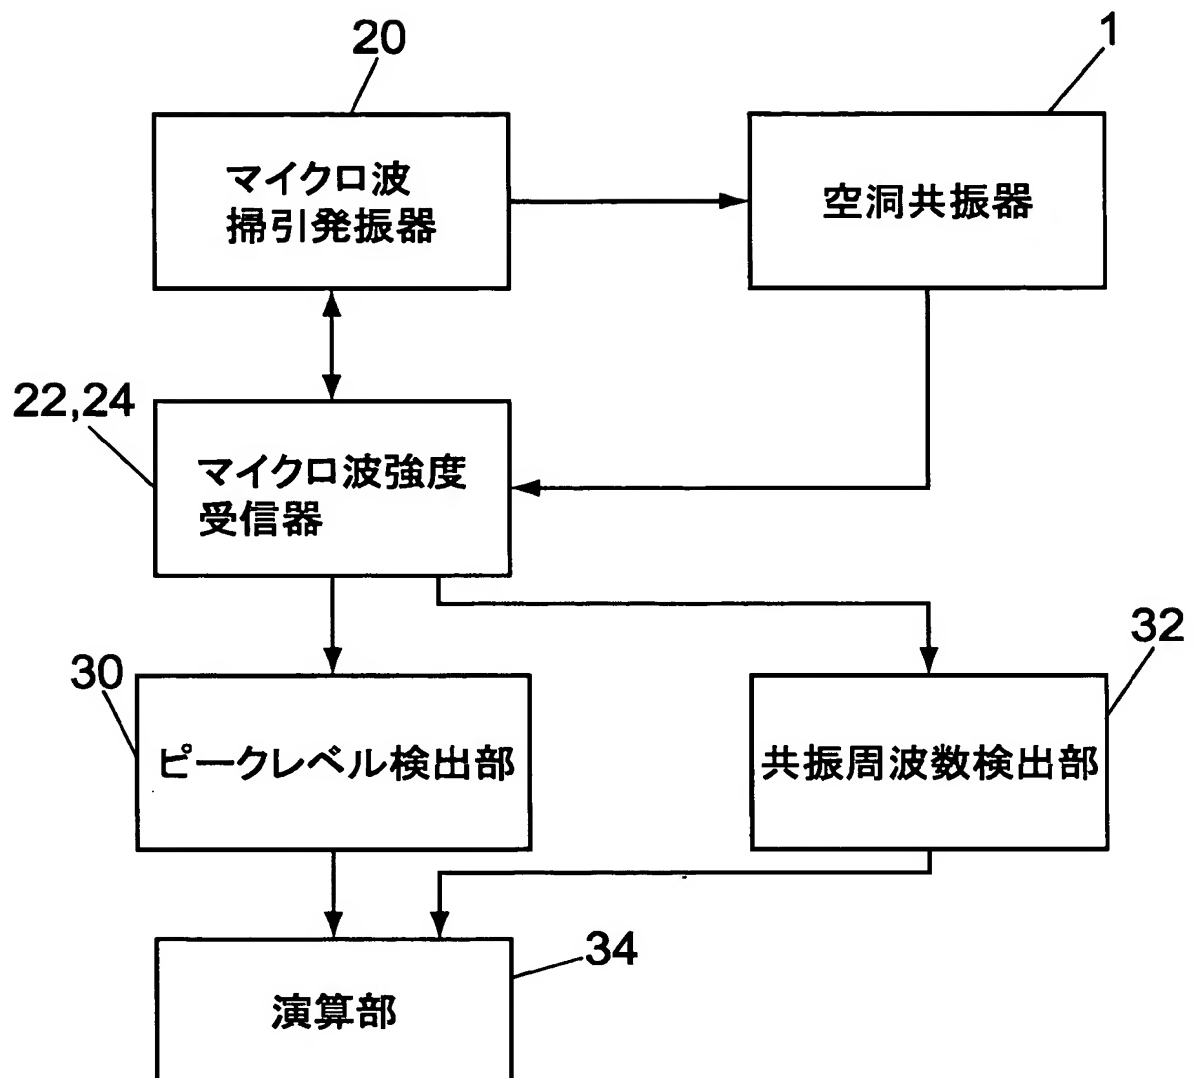 20
1
マイクロ波
掃引発振器
空洞共振器
22,24
マイクロ波強度
受信器
32
30
ピークレベル検出部
共振周波数検出部
34
演算部